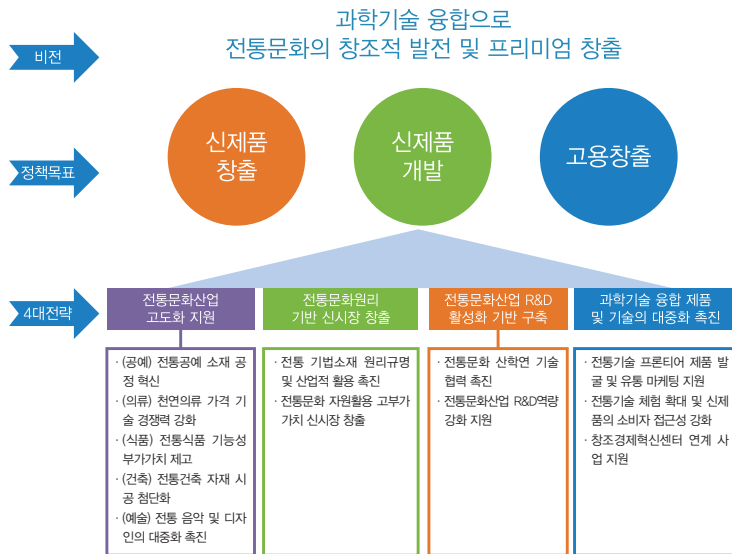 과학기술 융합으로
전통문화의 창조적 발전 및 프리미엄 창출
비전
신제품
창출
신제품
개발
고용창출
정책목표
4대전략
전통문화산업
고도화 지원
전통문화원리
기반 신시장 창출
전통문화산업 R&D
활성화 기반 구축
과학기술 융합 제품
및 기술의 대중화 촉진
· (공예) 전통공예 소재 공
정 혁신
· (의류) 천연의류 가격 기
술 경쟁력 강화
· (식품) 전통식품 기능성
부가가치 제고
· (건축) 전통건축 자재 시
공 첨단화
· (예술) 전통 음악 및 디자
인의 대중화 촉진
· 전통 기법소재 원리규명
및 산업적 활용 촉진
· 전통문화 자원활용 고부가
가치 신시장 창출
· 전통문화 산학연 기술
협력 촉진
· 전통문화산업 R&D역량
강화 지원
· 전통기술 프론티어 제품 발
굴 및 유통 마케팅 지원
· 전통기술 체험 확대 및 신제
품의 소비자 접근성 강화
· 창조경제혁신센터 연계 사
업 지원